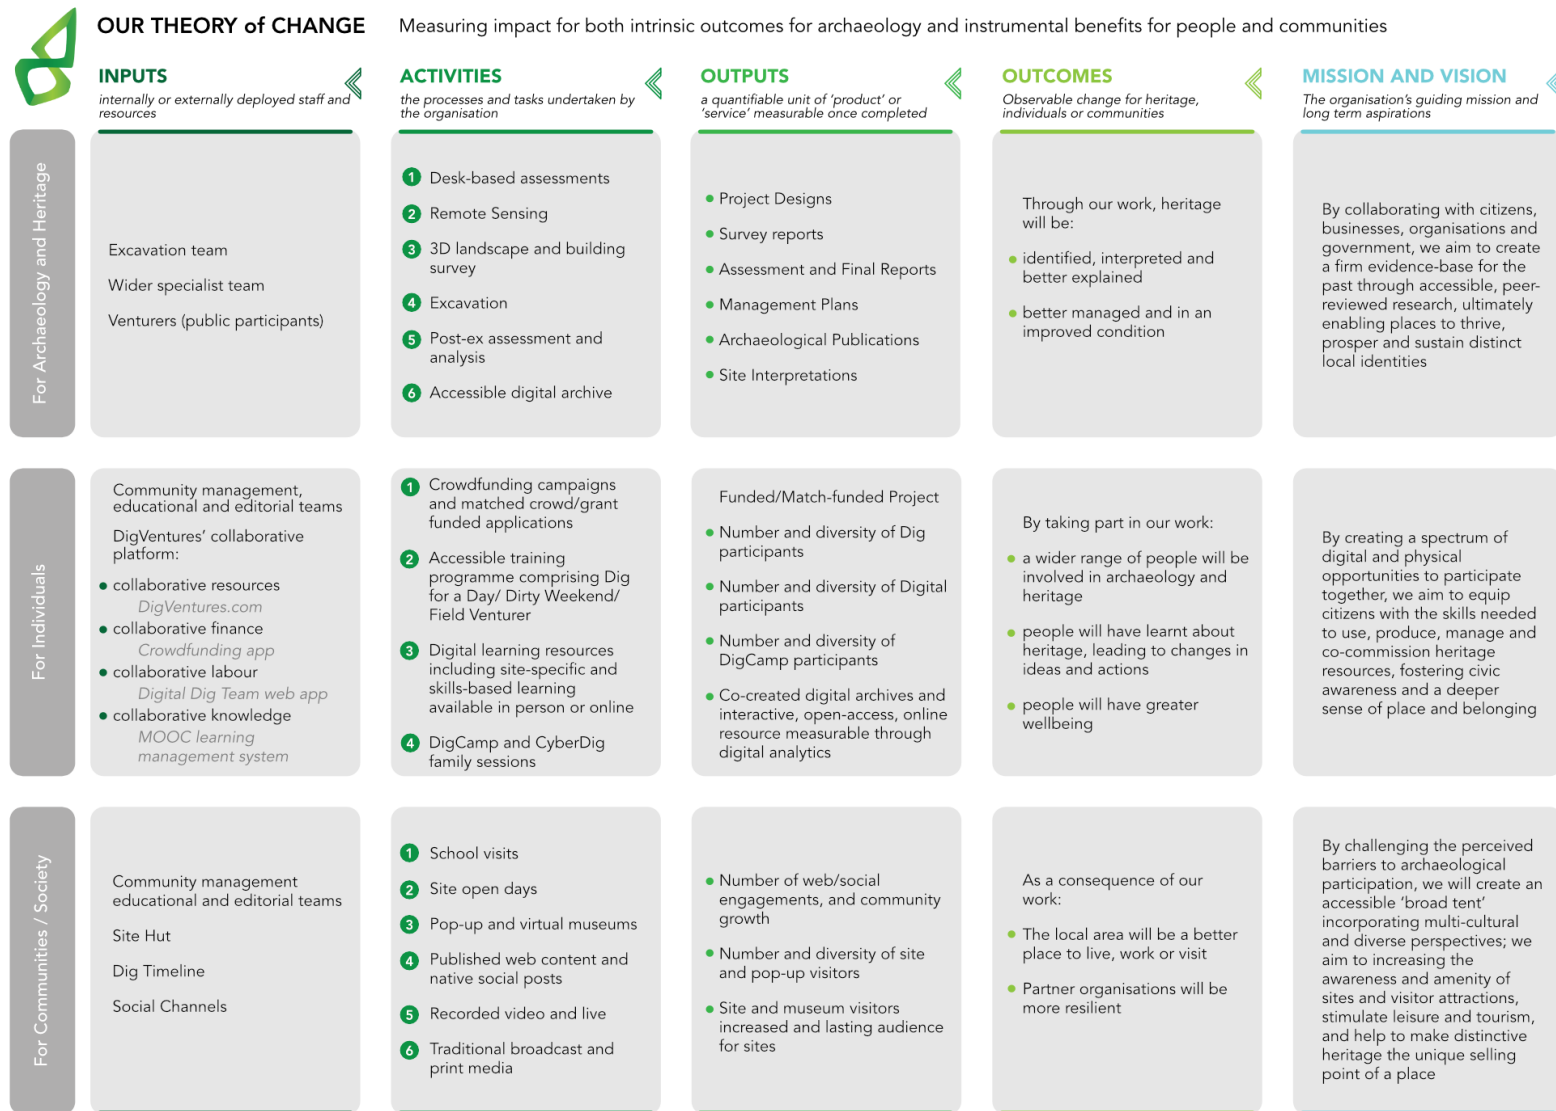 OUR THEORY of CHANGE
Measuring impact for both intrinsic outcomes for archaeology and instrumental benefits for people and communities
INPUTS
internally or externally deployed staff and
resources
ACTIVITIES
the processes and tasks undertaken by
the organisation
OUTPUTS
a quantifiable unit of ‘product’ or
‘service’ measurable once completed
OUTCOMES
Observable change for heritage,
individuals or communities
MISSION AND VISION
The organisation’s guiding mission and
long term aspirations
For Archaeology and Heritage
Excavation team
Wider specialist team
Venturers (public participants)
1 Desk-based assessments
2 Remote Sensing
3 3D landscape and building
survey
4 Excavation
5 Post-ex assessment and
analysis
6 Accessible digital archive
• Project Designs
• Survey reports
• Assessment and Final Reports
• Management Plans
• Archaeological Publications
• Site Interpretations
Through our work, heritage
will be:
• identified, interpreted and
better explained
• better managed and in an
improved condition
By collaborating with citizens,
businesses, organisations and
government, we aim to create
a firm evidence-base for the
past through accessible, peer-
reviewed research, ultimately
enabling places to thrive,
prosper and sustain distinct
local identities
For Individuals
Community management,
educational and editorial teams
DigVentures’ collaborative
platform:
• collaborative resources
DigVentures.com
• collaborative finance
Crowdfunding app
• collaborative labour
Digital Dig Team web app
• collaborative knowledge
MOOC learning
management system
1 Crowdfunding campaigns
and matched crowd/grant
funded applications
2 Accessible training
programme comprising Dig
for a Day/ Dirty Weekend/
Field Venturer
3 Digital learning resources
including site-specific and
skills-based learning
available in person or online
4 DigCamp and CyberDig
family sessions
Funded/Match-funded Project
• Number and diversity of Dig
participants
• Number and diversity of Digital
participants
• Number and diversity of
DigCamp participants
• Co-created digital archives and
interactive, open-access, online
resource measurable through
digital analytics
By taking part in our work:
• a wider range of people will be
involved in archaeology and
heritage
• people will have learnt about
heritage, leading to changes in
ideas and actions
• people will have greater
wellbeing
By creating a spectrum of
digital and physical
opportunities to participate
together, we aim to equip
citizens with the skills needed
to use, produce, manage and
co-commission heritage
resources, fostering civic
awareness and a deeper
sense of place and belonging
For Communities / Society
Community management
educational and editorial teams
Site Hut
Dig Timeline
Social Channels
1 School visits
2 Site open days
3 Pop-up and virtual museums
4 Published web content and
native social posts
5 Recorded video and live
6 Traditional broadcast and
print media
• Number of web/social
engagements, and community
growth
• Number and diversity of site
and pop-up visitors
• Site and museum visitors
increased and lasting audience
for sites
As a consequence of our
work:
• The local area will be a better
place to live, work or visit
• Partner organisations will be
more resilient
By challenging the perceived
barriers to archaeological
participation, we will create an
accessible ‘broad tent’
incorporating multi-cultural
and diverse perspectives; we
aim to increasing the
awareness and amenity of
sites and visitor attractions,
stimulate leisure and tourism,
and help to make distinctive
heritage the unique selling
point of a place